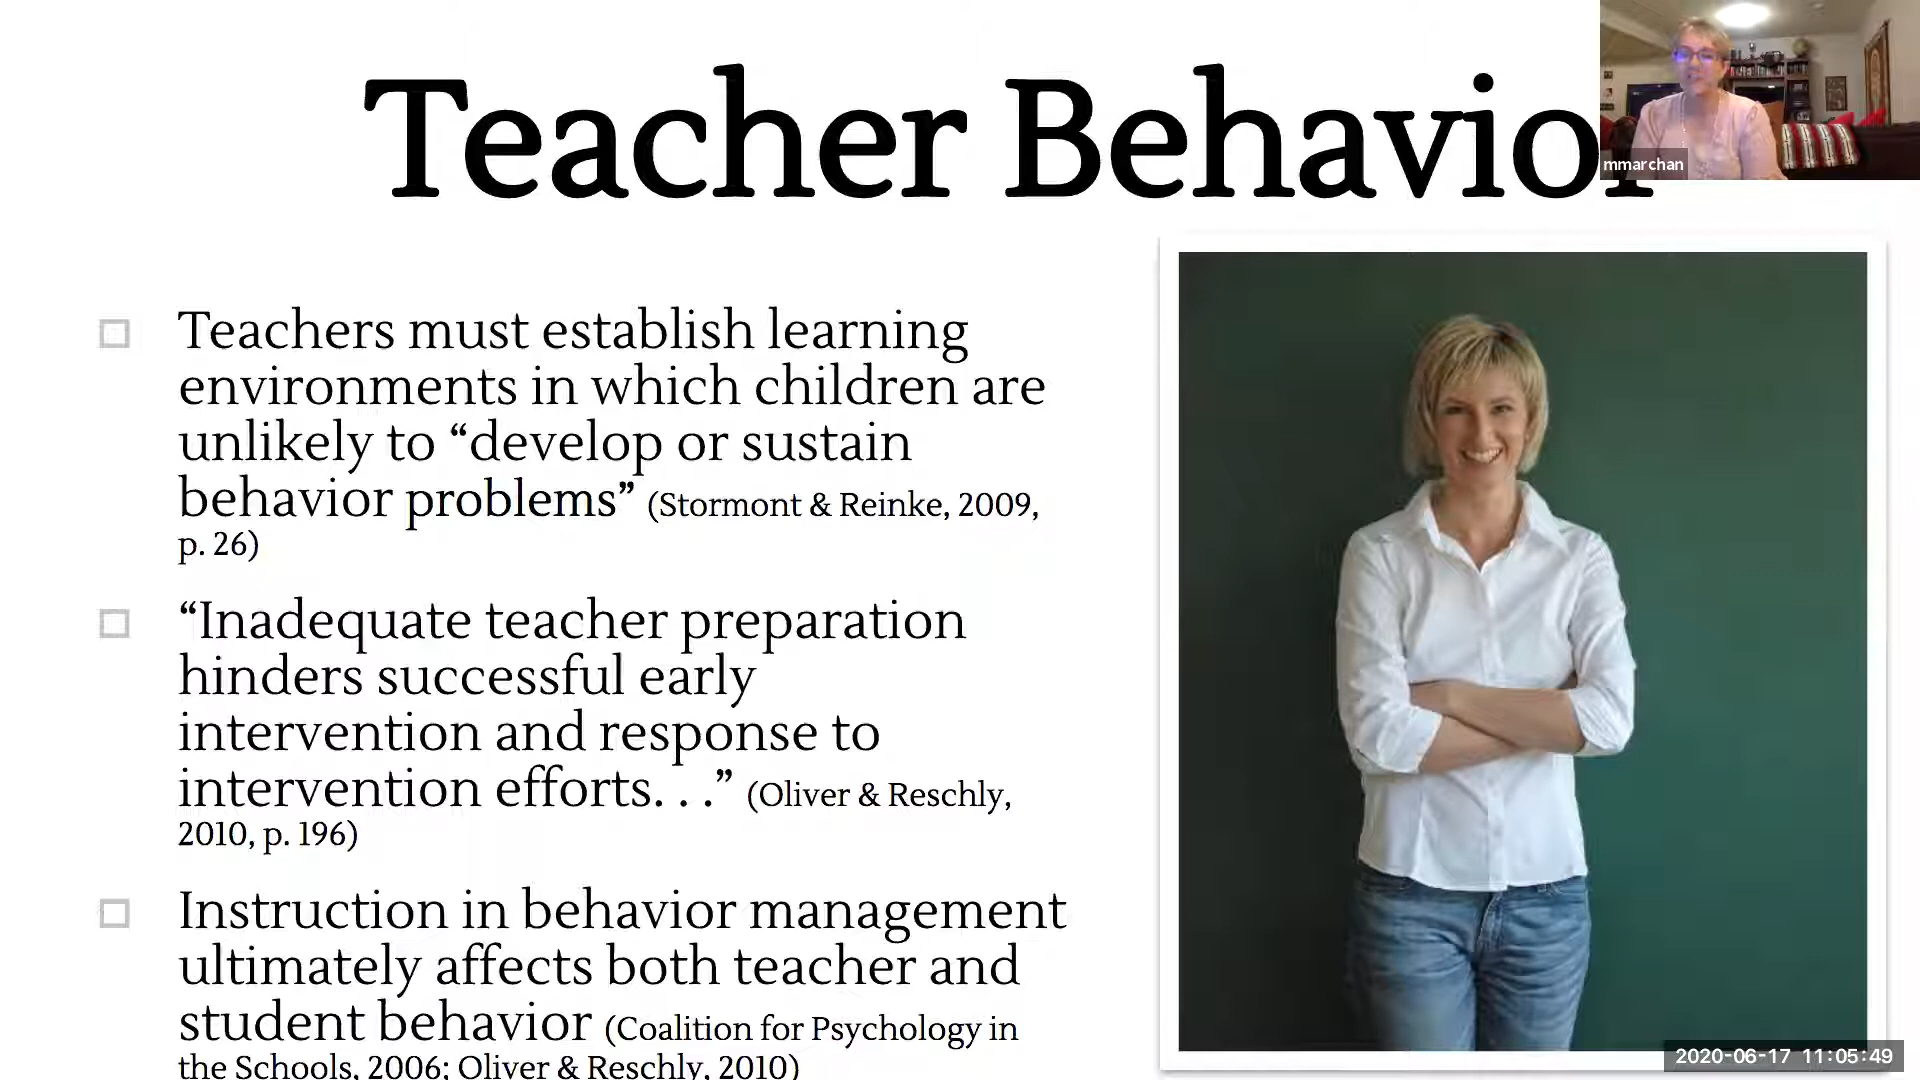 Teacher Behavior
mmarchan
Teachers must establish learning
environments in which children are
unlikely to “develop or sustain
behavior problems” (Stormont & Reinke, 2009,
p. 26)
“Inadequate teacher preparation
hinders successful early
intervention and response to
intervention efforts. . .” (Oliver & Reschly,
2010, p. 196)
Instruction in behavior management
ultimately affects both teacher and
student behavior (Coalition for Psychology in
the Schools, 2006; Oliver & Reschly, 2010)
2020-06-17 11:05:49